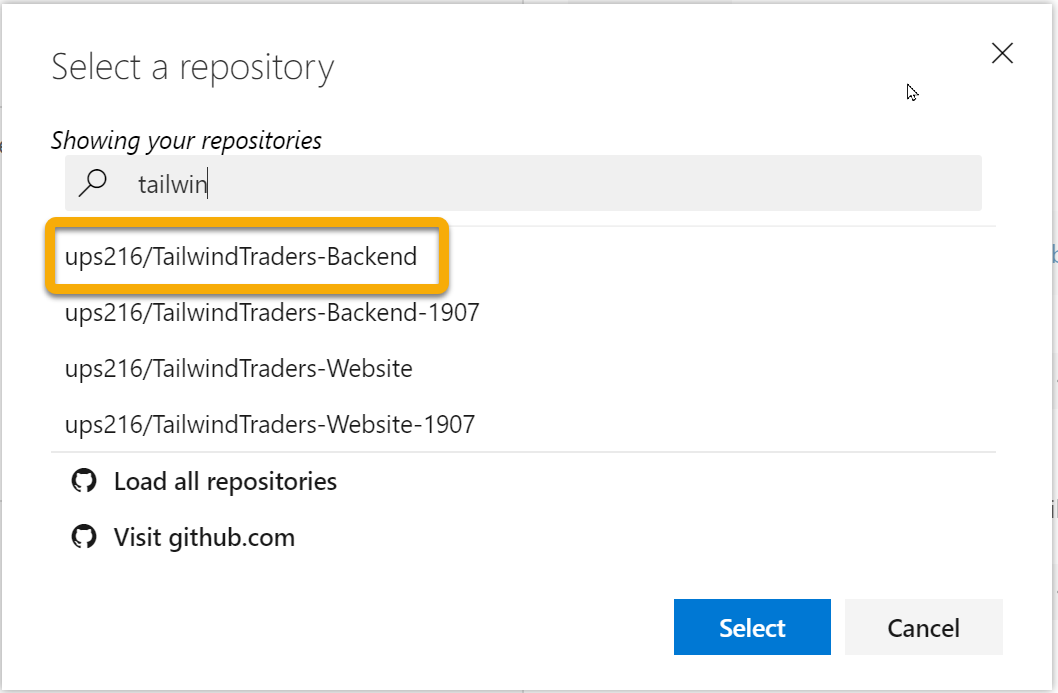 Select a repository
Showing your repositories
tailwin
ups216/TailwindTraders-Backend
ups216/TailwindTraders-Backend-1907
ups216/TailwindTraders-Website
ups216/TailwindTraders-Website-1907
Load all repositories
Visit github.com
Select Cancel